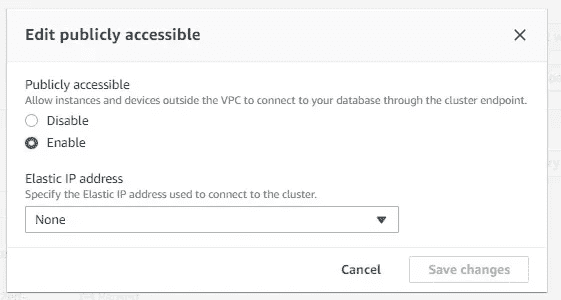 Edit publicly accessible
Publicly accessible
Allow instances and devices outside the VPC to connect to your database through the cluster endpoint.
Disable
Enable
Elastic IP address
Specify the Elastic IP address used to connect to the cluster.
None
Cancel
Save changes